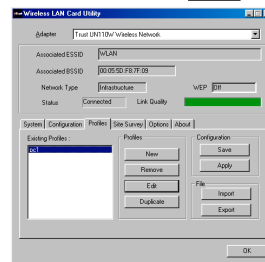 Wireless LAN Card Utility
Adapter Trust UN110W Wireless Network
Associated ESSID WLAN
Associated BSSID 00:05:5D:F8:7F:09
Network Type Infrastructure WEP Off
Status Connected Link Quality
System Configuration Profiles Site Survey Options About
Existing Profiles :
pc1
Profiles
New
Remove
Edit
Duplicate
Configuration
Save
Apply
File
Import
Export
OK